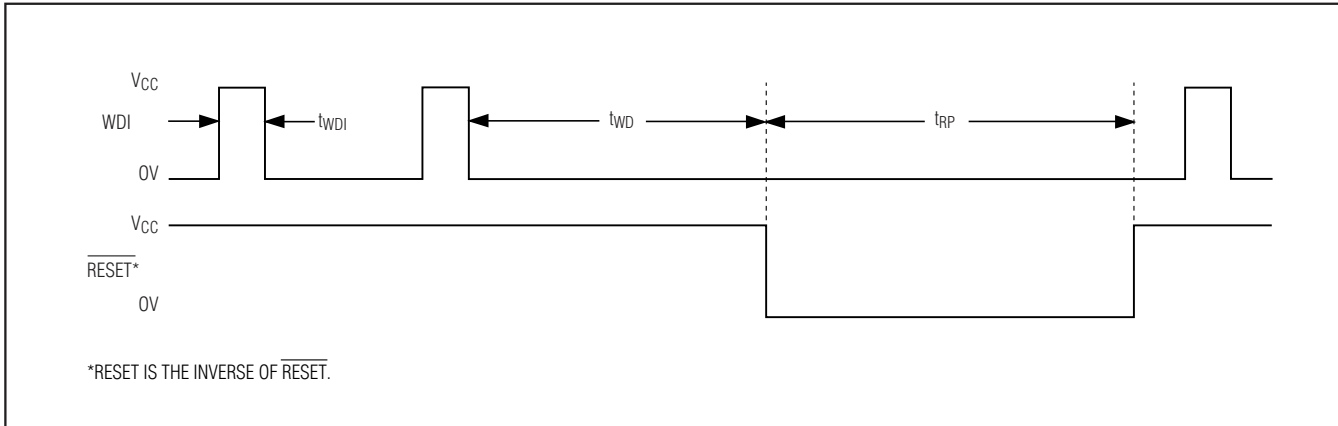 VCC
WDI
tWDI
tWD
tRP
0V
VCC
RESET*
0V
*RESET IS THE INVERSE OF RESET.